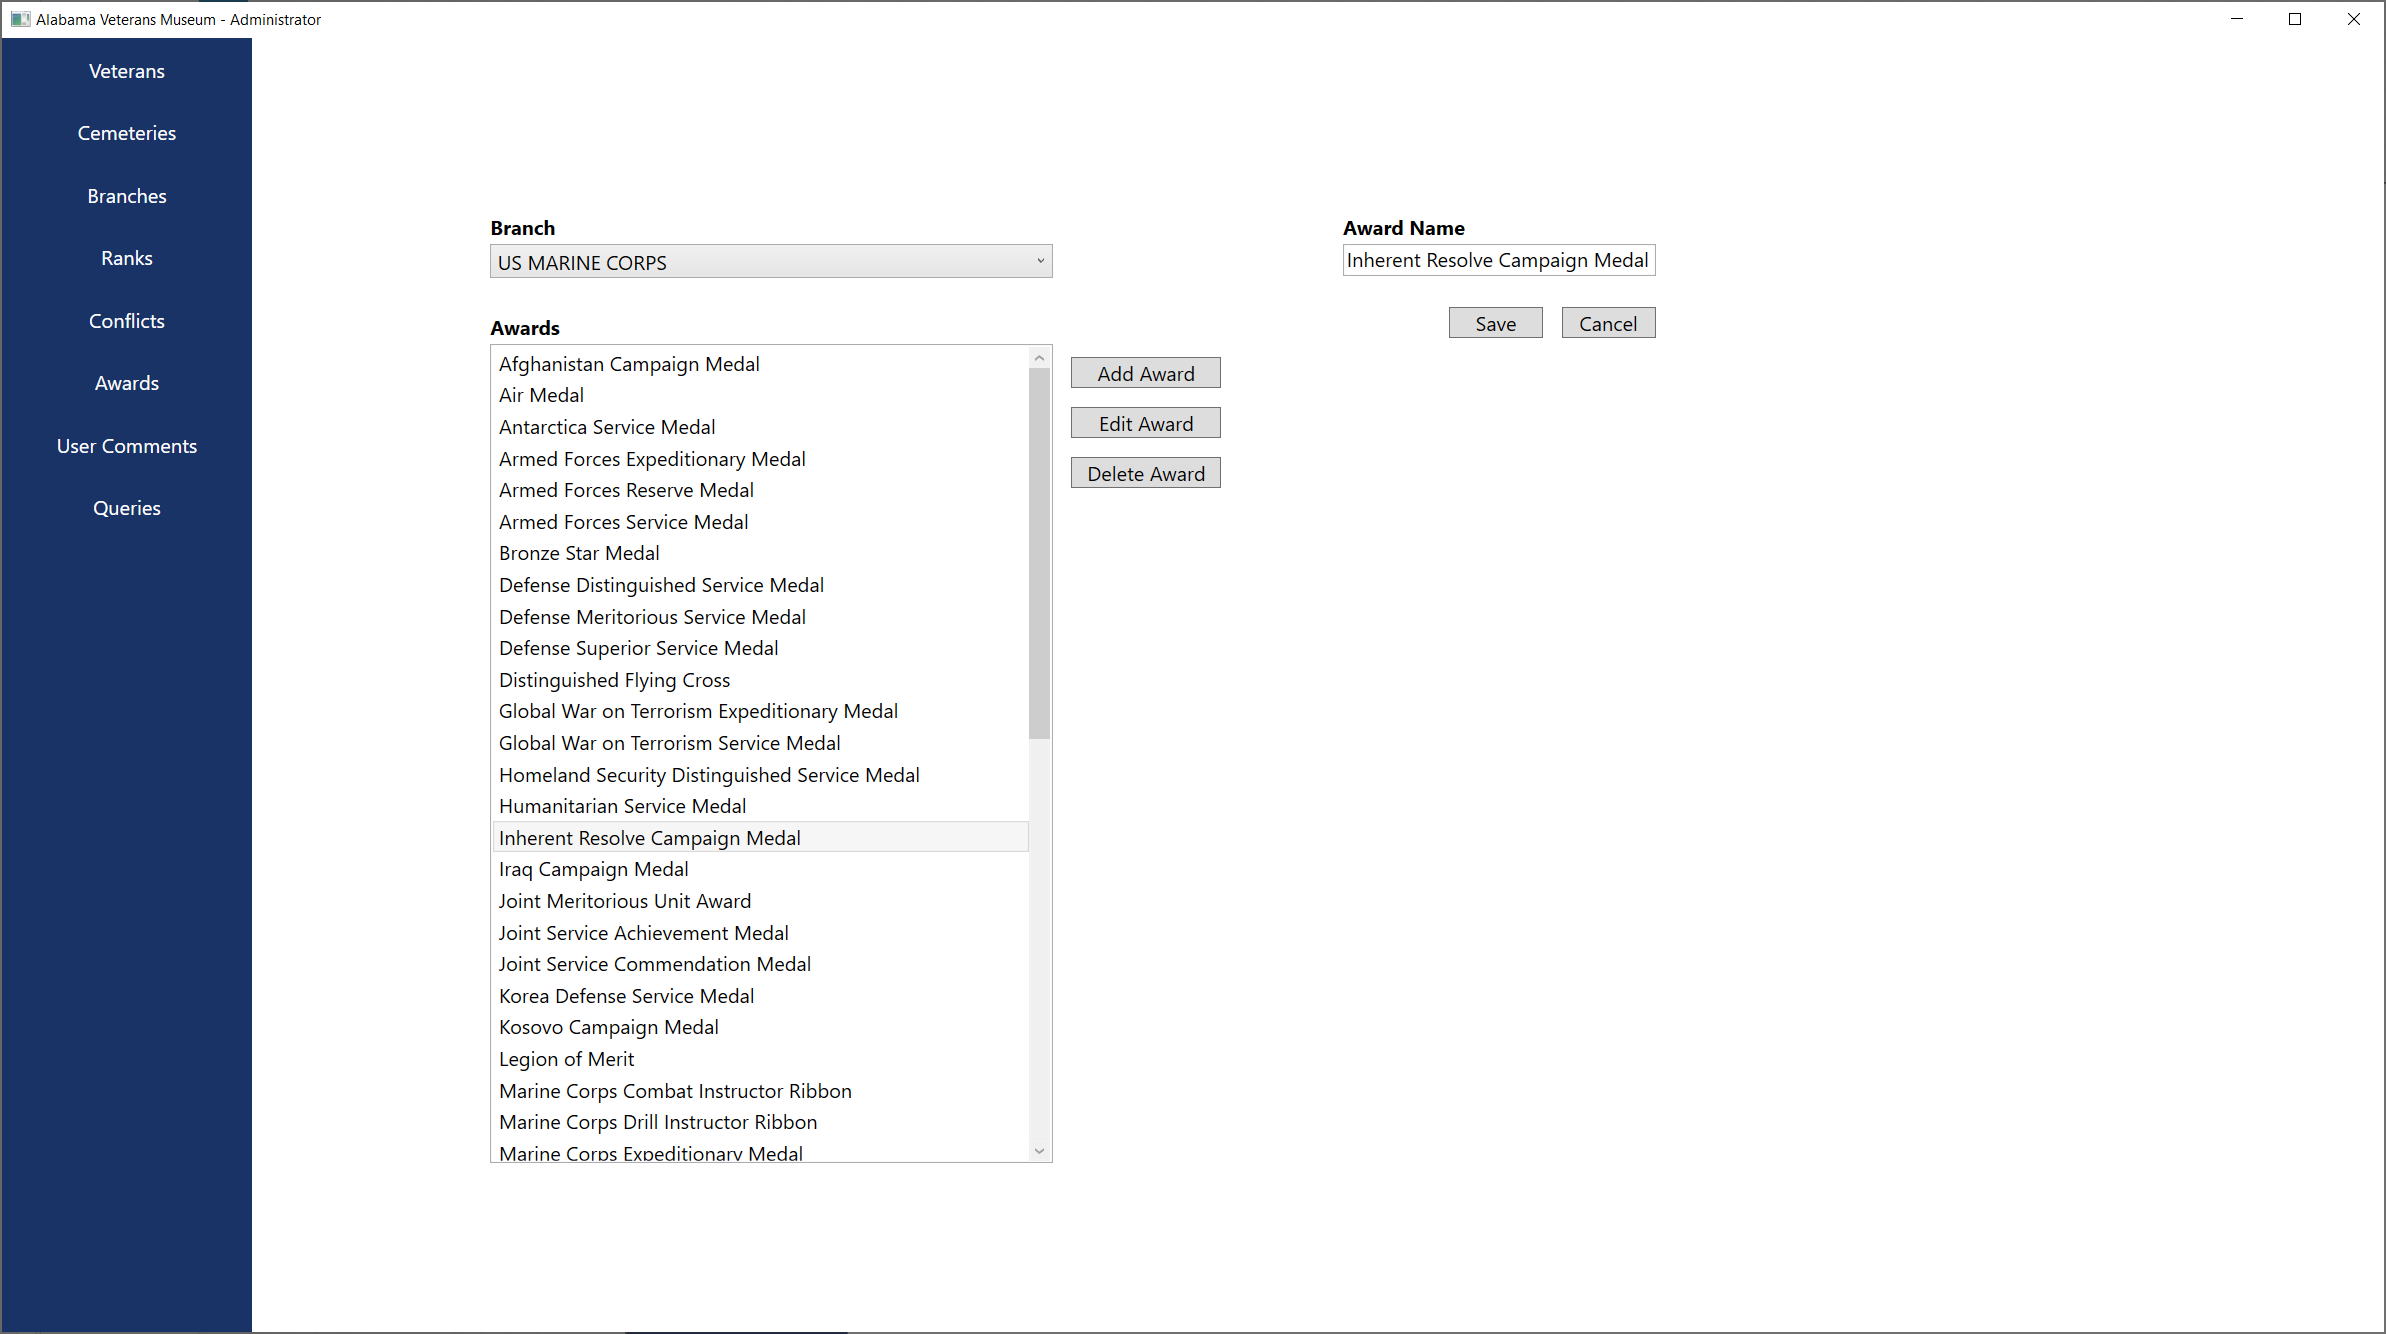 Alabama Veterans Museum - Administrator
Veterans
Cemeteries
Branches
Ranks
Conflicts
Awards
User Comments
Queries
Branch
US MARINE CORPS
Awards
Afghanistan Campaign Medal
Air Medal
Antarctica Service Medal
Armed Forces Expeditionary Medal
Armed Forces Reserve Medal
Armed Forces Service Medal
Bronze Star Medal
Defense Distinguished Service Medal
Defense Meritorious Service Medal
Defense Superior Service Medal
Distinguished Flying Cross
Global War on Terrorism Expeditionary Medal
Global War on Terrorism Service Medal
Homeland Security Distinguished Service Medal
Humanitarian Service Medal
Inherent Resolve Campaign Medal
Iraq Campaign Medal
Joint Meritorious Unit Award
Joint Service Achievement Medal
Joint Service Commendation Medal
Korea Defense Service Medal
Kosovo Campaign Medal
Legion of Merit
Marine Corps Combat Instructor Ribbon
Marine Corps Drill Instructor Ribbon
Marine Corps Expeditionary Medal
Add Award
Edit Award
Delete Award
Award Name
Inherent Resolve Campaign Medal
Save Cancel